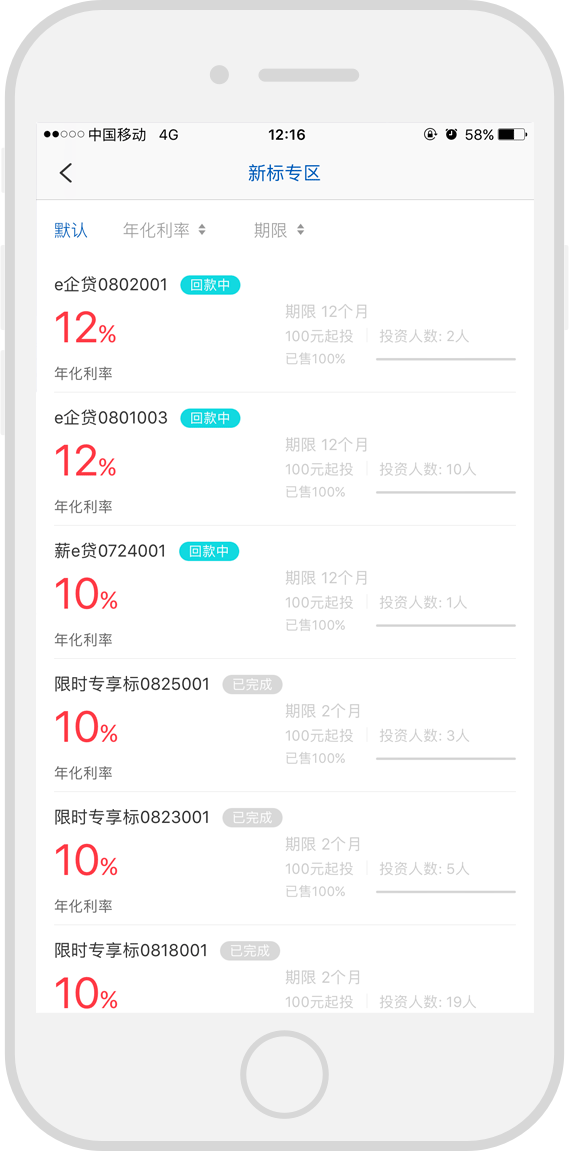 中国移动 4G 12:16 58%
新标专区
默认 年化利率 期限
e企贷0802001 回款中
12%
年化利率
期限 12个月
100元起投 投资人数: 2人
已售100%
e企贷0801003 回款中
12%
年化利率
期限 12个月
100元起投 投资人数: 10人
已售100%
薪e贷0724001 回款中
10%
年化利率
期限 12个月
100元起投 投资人数: 1人
已售100%
限时专享标0825001 已完成
10%
年化利率
期限 2个月
100元起投 投资人数: 3人
已售100%
限时专享标0823001 已完成
10%
年化利率
期限 2个月
100元起投 投资人数: 5人
已售100%
限时专享标0818001 已完成
10%
期限 2个月
100元起投 投资人数: 19人